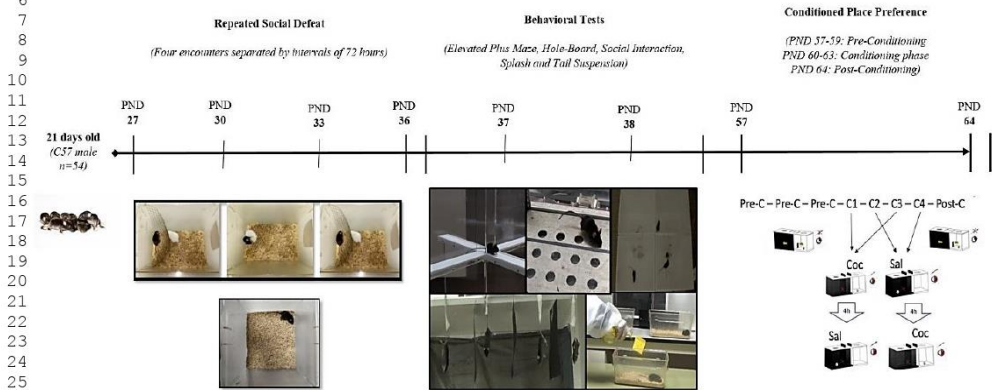 6
7
8
9
10
11
12
13
14
15
16
17
18
19
20
21
22
23
24
25
Repeated Social Defeat
(Four encounters separated by intervals of 72 hours)
Behavioral Tests
(Elevated Plus Maze, Hole-Board, Social Interaction,
Splash and Tail Suspension)
Conditioned Place Preference
(PND 57-59: Pre-Conditioning
PND 60-63: Conditioning phase
PND 64: Post-Conditioning)
21 days old
(C57 male
n=54)
PND
27
PND
30
PND
33
PND
36
PND
37
PND
38
PND
57
PND
64
Pre-C – Pre-C – Pre-C – C1 – C2 – C3 – C4 – Post-C
Coc
Sal
4h
4h
Sal
Coc